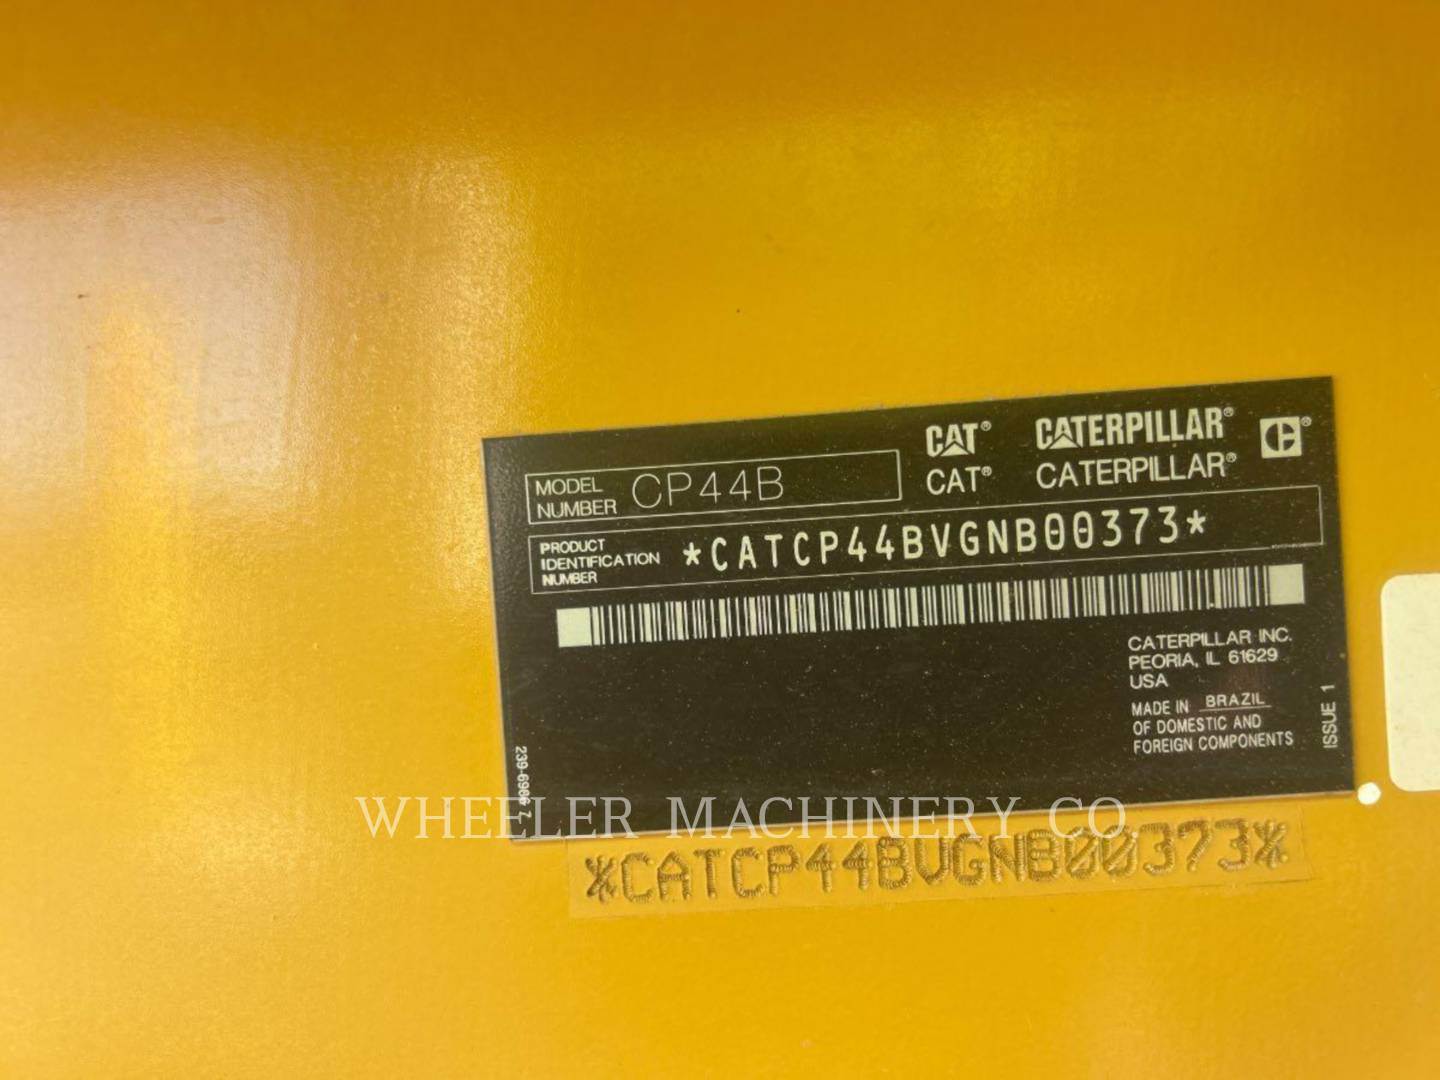 CAT® CATERPILLAR® C®
CAT® CATERPILLAR®
MODEL NUMBER CP44B
PRODUCT
IDENTIFICATION
NUMBER
*CATCP44BVGNB00373*
CATERPILLAR INC.
PEORIA, IL 61629
USA
MADE IN BRAZIL
OF DOMESTIC AND
FOREIGN COMPONENTS
ISSUE 1
WHEELER MACHINERY CO.
*CATCP44BVGNB00373*